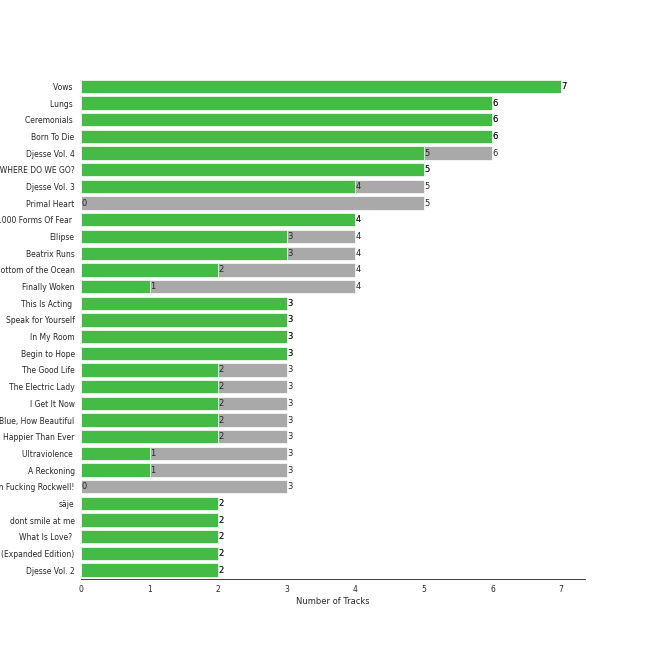 Vows 7
Lungs 6
Ceremonials 6
Born To Die 6
Djesse Vol. 4 5 6
WHERE DO WE GO? 5
Djesse Vol. 3 4 5
Primal Heart 0 5
000 Forms Of Fear 4
Ellipse 3 4
Beatrix Runs 3 4
ottom of the Ocean 2 4
Finally Woken 1 4
This Is Acting 3
Speak for Yourself 3
In My Room 3
Begin to Hope 3
The Good Life 2 3
The Electric Lady 2 3
I Get It Now 2 3
Blue, How Beautiful 2 3
Happier Than Ever 2 3
Ultraviolence 1 3
A Reckoning 1 3
n Fucking Rockwell! 0 3
säje 2
dont smile at me 2
What Is Love? 2
(Expanded Edition) 2
Djesse Vol. 2 2
0 1 2 3 4 5 6 7
Number of Tracks